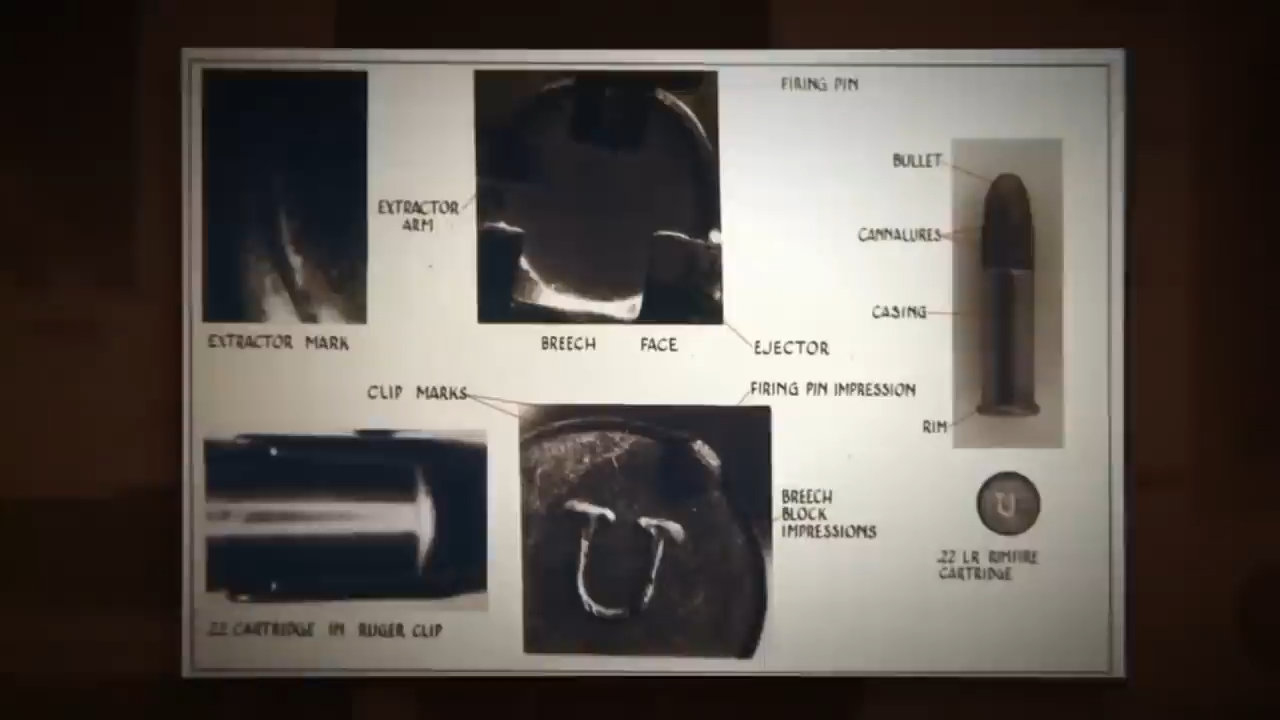 FIRING PIN
BULLET
EXTRACTOR
ARM
CANNALURES
CASING
EXTRACTOR MARK
BREECH FACE
EJECTOR
CLIP MARKS
FIRING PIN IMPRESSION
RIM
BREECH
BLOCK
IMPRESSIONS
U
U
.22 LR RIMFIRE
CARTRIDGE
.22 CARTRIDGE IN RUGER CLIP